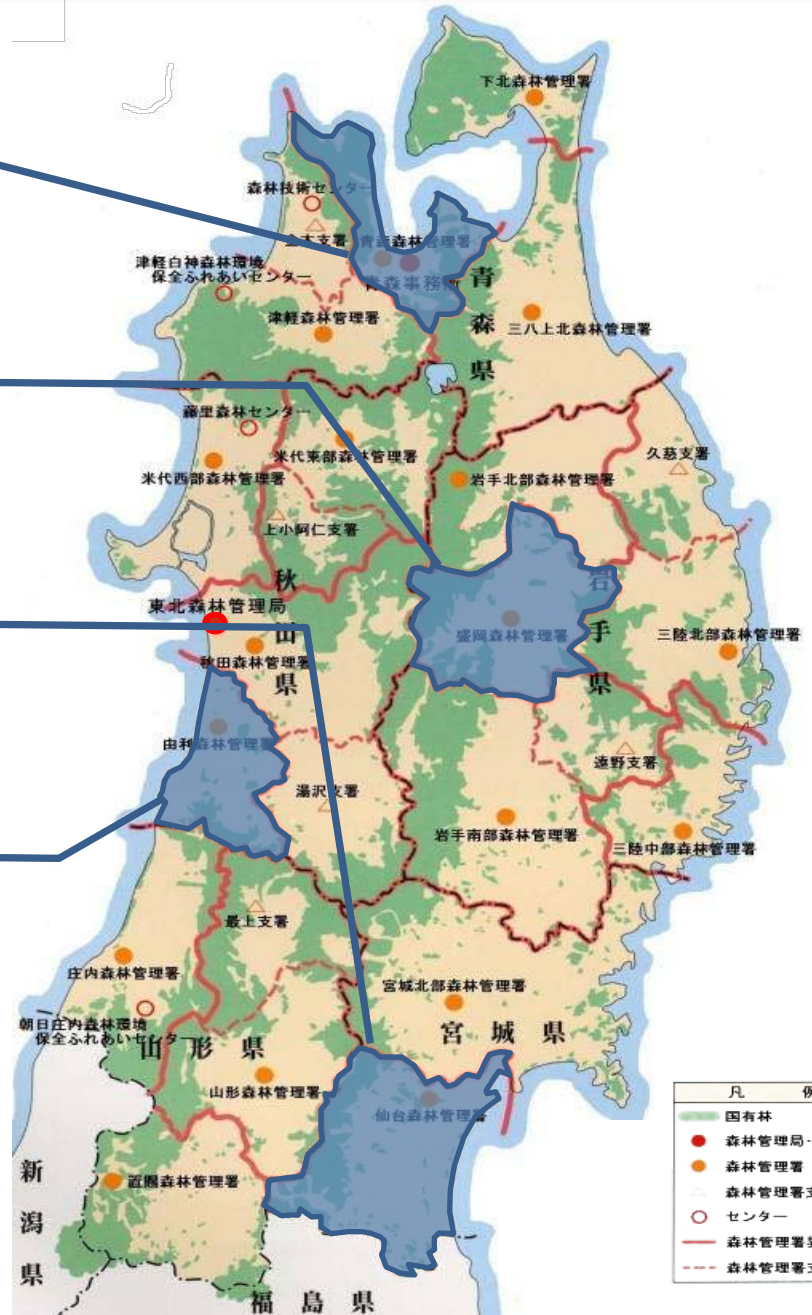 下北森林管理署
森林技術センター
金木支署
青森森林管理署
青森事務所
津軽白神森林環境
保全ふれあいセンター
津軽森林管理署
青森県
三八上北森林管理署
藤里森林センター
米代東部森林管理署
米代西部森林管理署
上小阿仁支署
岩手北部森林管理署
久慈支署
秋田県
東北森林管理局
秋田森林管理署
岩手県
盛岡森林管理署
三陸北部森林管理署
由利森林管理署
湯沢支署
遠野支署
岩手南部森林管理署
三陸中部森林管理署
最上支署
庄内森林管理署
宮城北部森林管理署
朝日庄内森林環境
保全ふれあいセンター
山形県
宮城県
山形森林管理署
仙台森林管理署
置賜森林管理署
新潟県
福島県
凡 例
国有林
森林管理局・
森林管理署
森林管理署支
センター
森林管理署界
森林管理署支